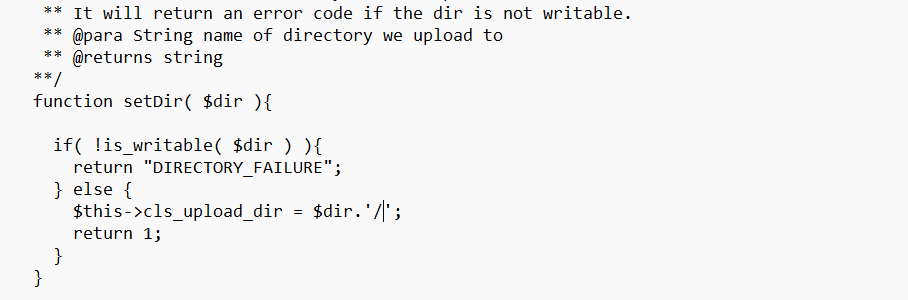 ** It will return an error code if the dir is not writable.
** @para String name of directory we upload to
** @returns string
**/
function setDir( $dir ){
if( !is_writable( $dir ) ){
return "DIRECTORY_FAILURE";
} else {
$this->cls_upload_dir = $dir.'/';
return 1;
}
}